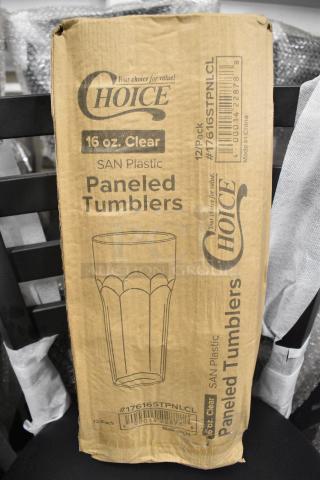 Your choice for value!
CHOICE
16 oz. Clear
SAN Plastic
Paneled
Tumblers
#17616STPNLCL
12/Pack
12/Pack
#17616STPNLCL
Made in China
Your choice for value!
CHOICE
16 oz. Clear
SAN Plastic
Paneled Tumblers